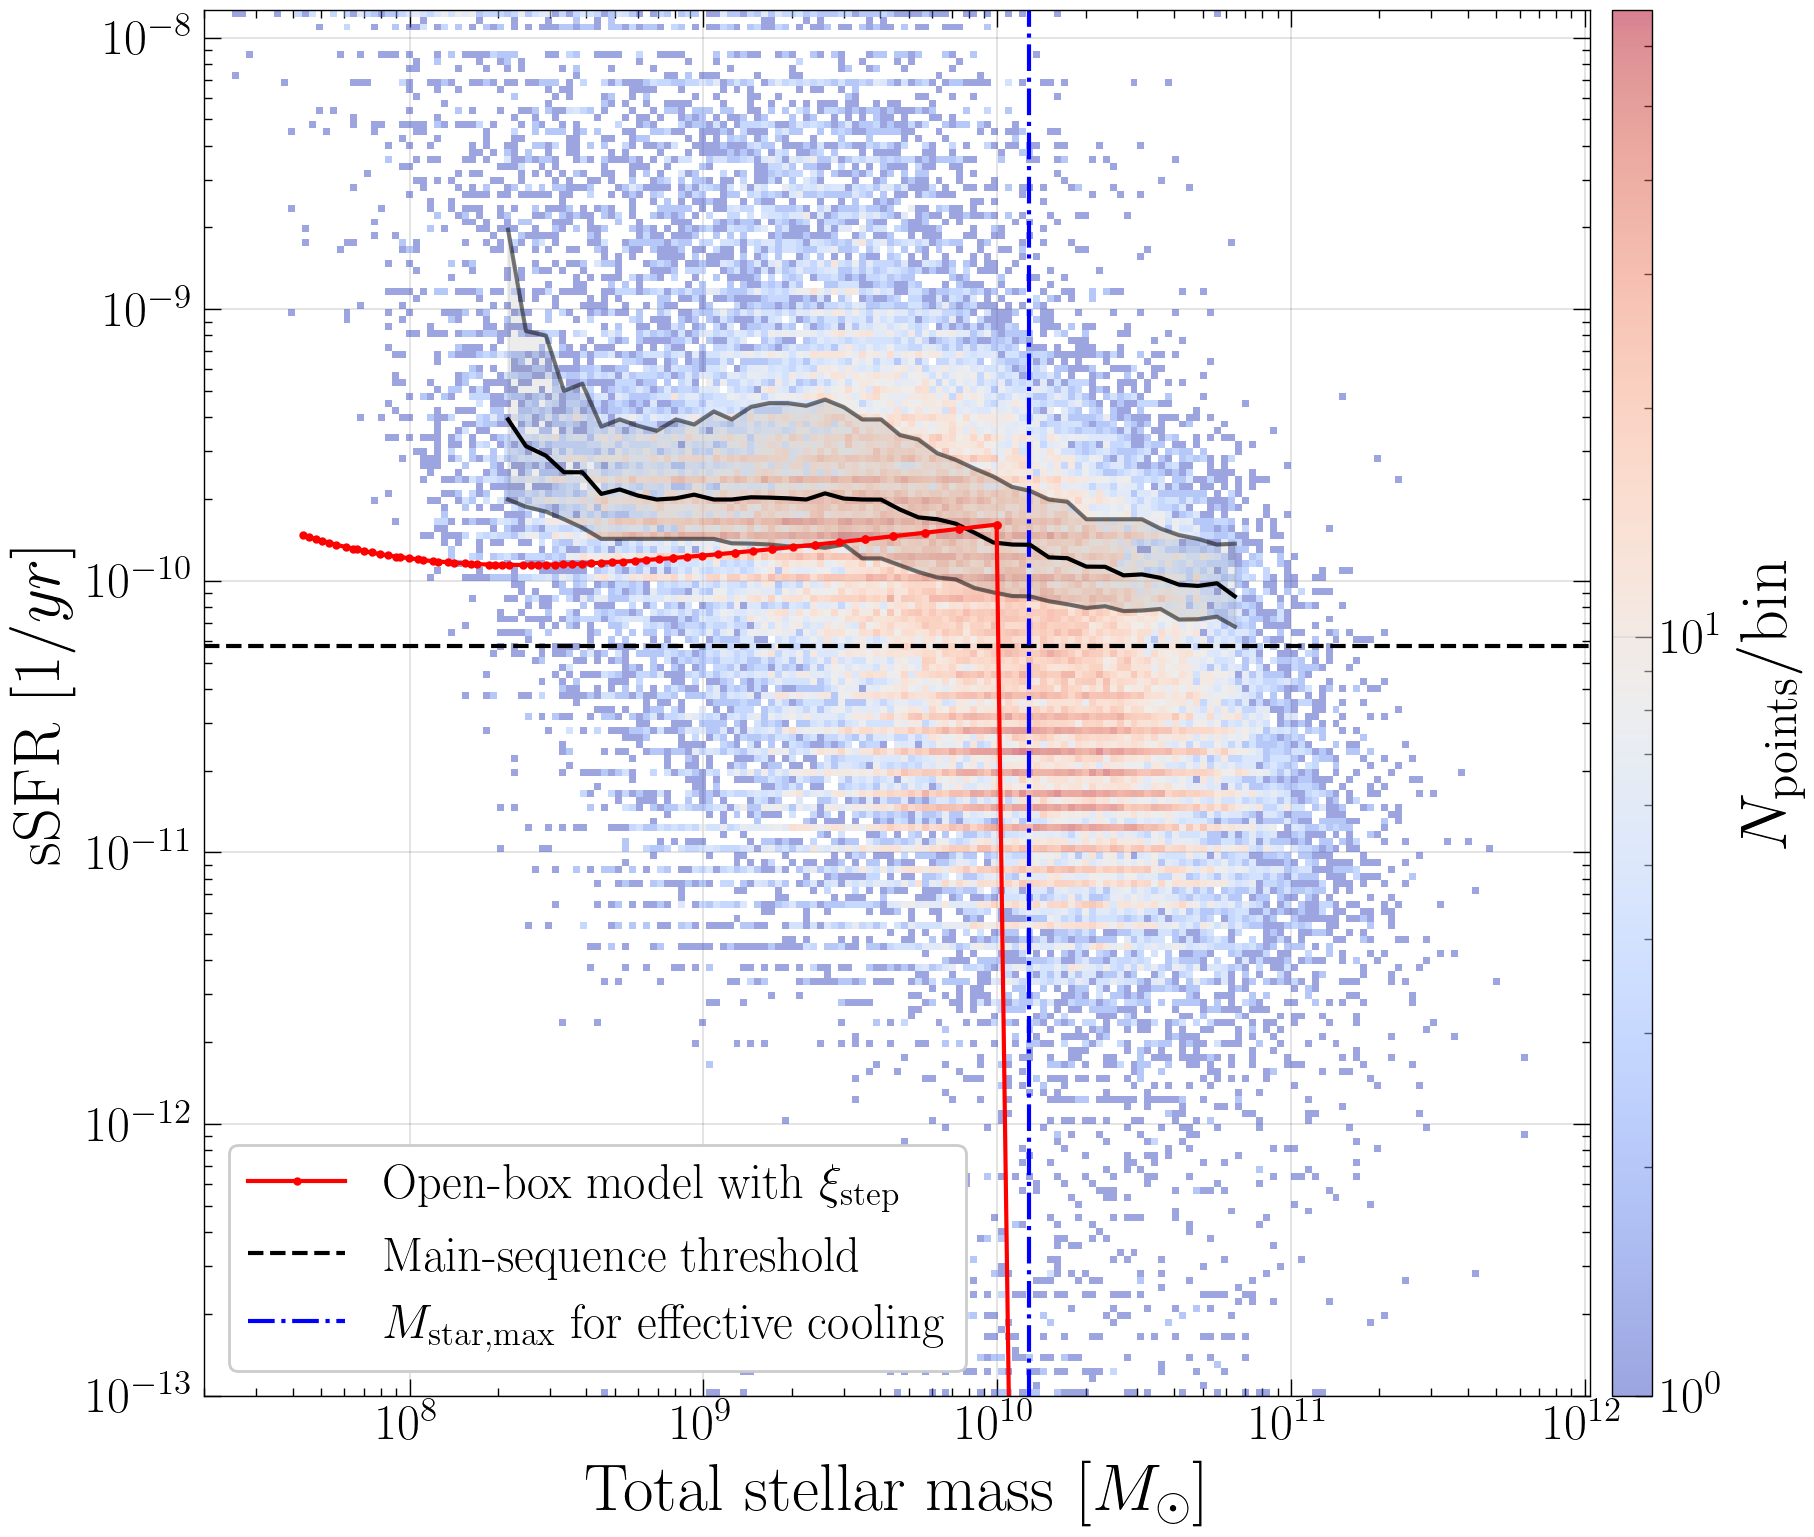 10⁻⁸
10⁻⁹
10⁻¹⁰
10⁻¹¹
10⁻¹²
10⁻¹³
sSFR [1/yr]
Open-box model with ξ_step
Main-sequence threshold
M_star,max for effective cooling
10⁸
10⁹
10¹⁰
10¹¹
10¹²
Total stellar mass [M_⊙]
10¹
10⁰
N_points/bin